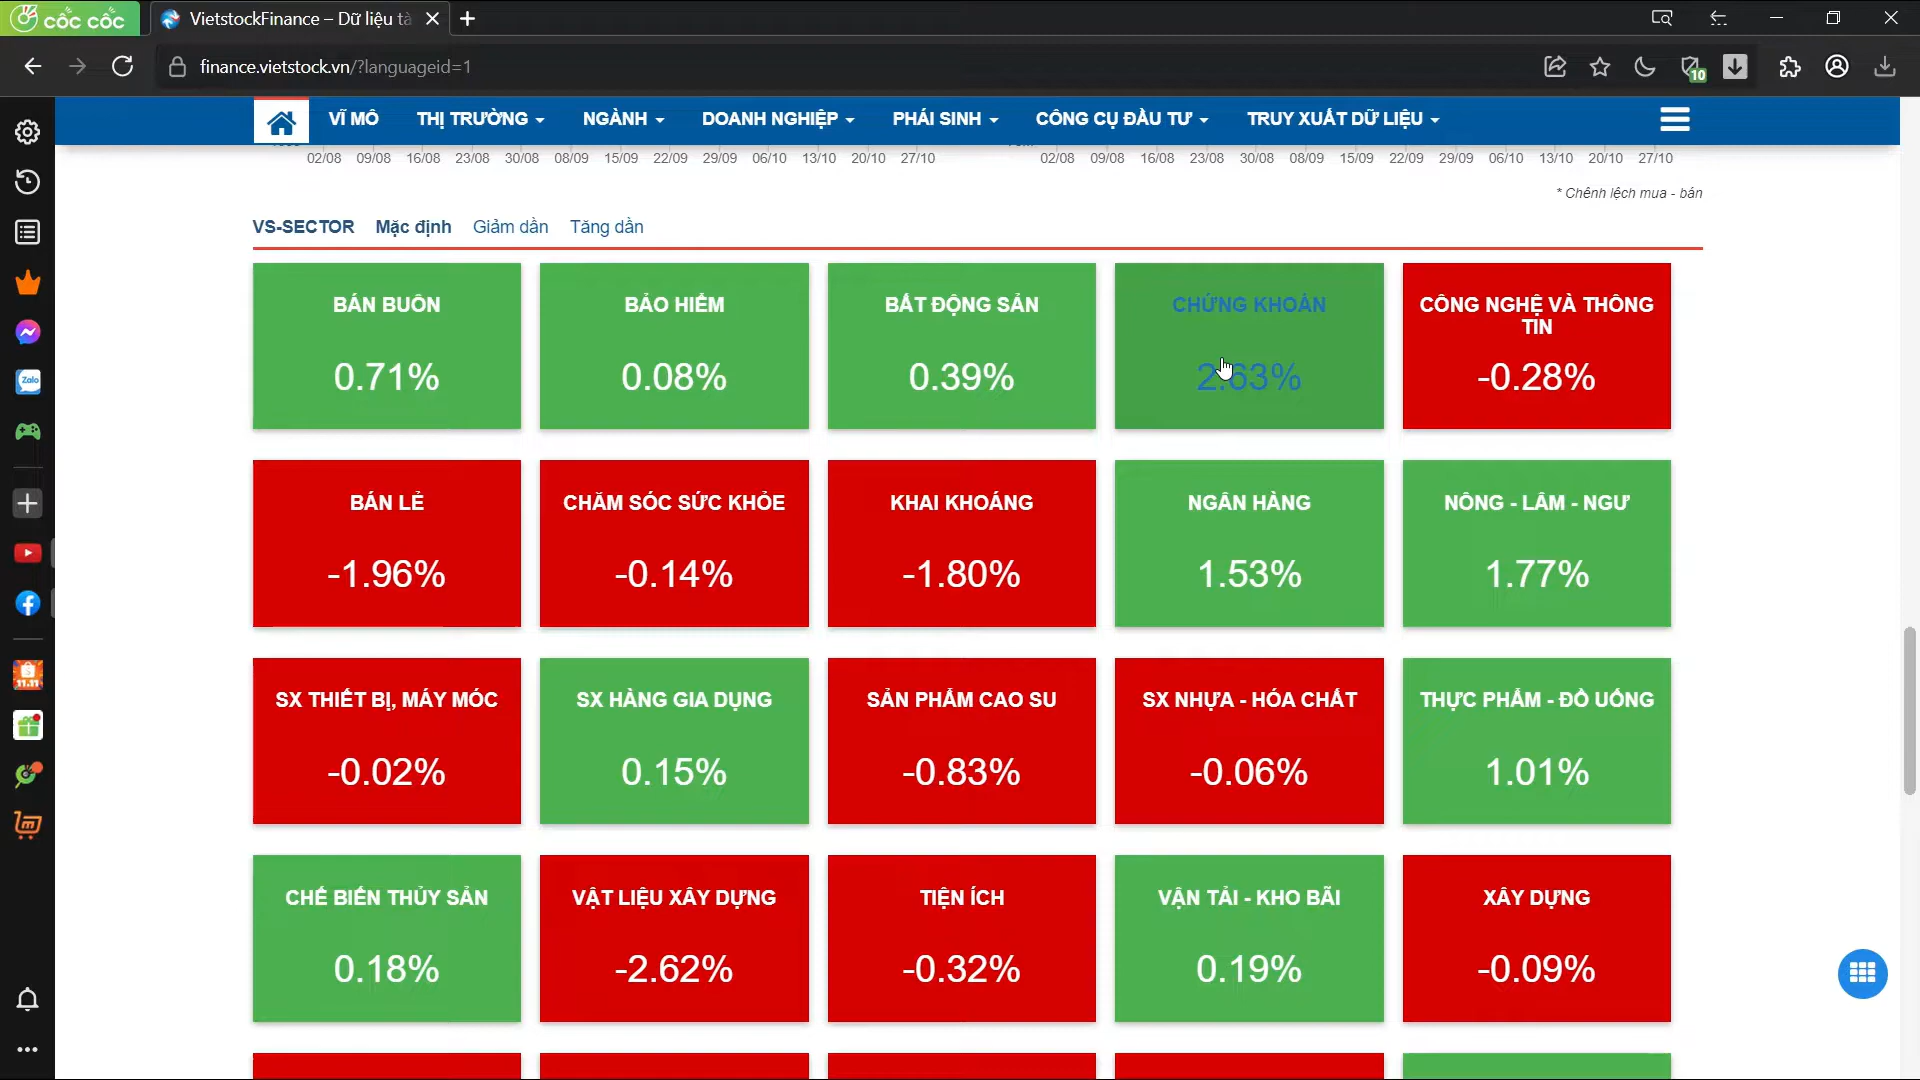 cốc cốc
VietstockFinance – Dữ liệu tà
finance.vietstock.vn/?languageid=1
10
VĨ MÔ THỊ TRƯỜNG NGÀNH DOANH NGHIỆP PHÁI SINH CÔNG CỤ ĐẦU TƯ TRUY XUẤT DỮ LIỆU
02/08 09/08 16/08 23/08 30/08 08/09 15/09 22/09 29/09 06/10 13/10 20/10 27/10
02/08 09/08 16/08 23/08 30/08 08/09 15/09 22/09 29/09 06/10 13/10 20/10 27/10
* Chênh lệch mua - bán
VS-SECTOR Mặc định Giảm dần Tăng dần
BÁN BUÔN
0.71%
BẢO HIỂM
0.08%
BẤT ĐỘNG SẢN
0.39%
CHỨNG KHOÁN
2.63%
CÔNG NGHỆ VÀ THÔNG
TIN
-0.28%
BÁN LẺ
-1.96%
CHĂM SÓC SỨC KHỎE
-0.14%
KHAI KHOÁNG
-1.80%
NGÂN HÀNG
1.53%
NÔNG - LÂM - NGƯ
1.77%
SX THIẾT BỊ, MÁY MÓC
-0.02%
SX HÀNG GIA DỤNG
0.15%
SẢN PHẨM CAO SU
-0.83%
SX NHỰA - HÓA CHẤT
-0.06%
THỰC PHẨM - ĐỒ UỐNG
1.01%
CHẾ BIẾN THỦY SẢN
0.18%
VẬT LIỆU XÂY DỰNG
-2.62%
TIỆN ÍCH
-0.32%
VẬN TẢI - KHO BÃI
0.19%
XÂY DỰNG
-0.09%
Zalo
11.11